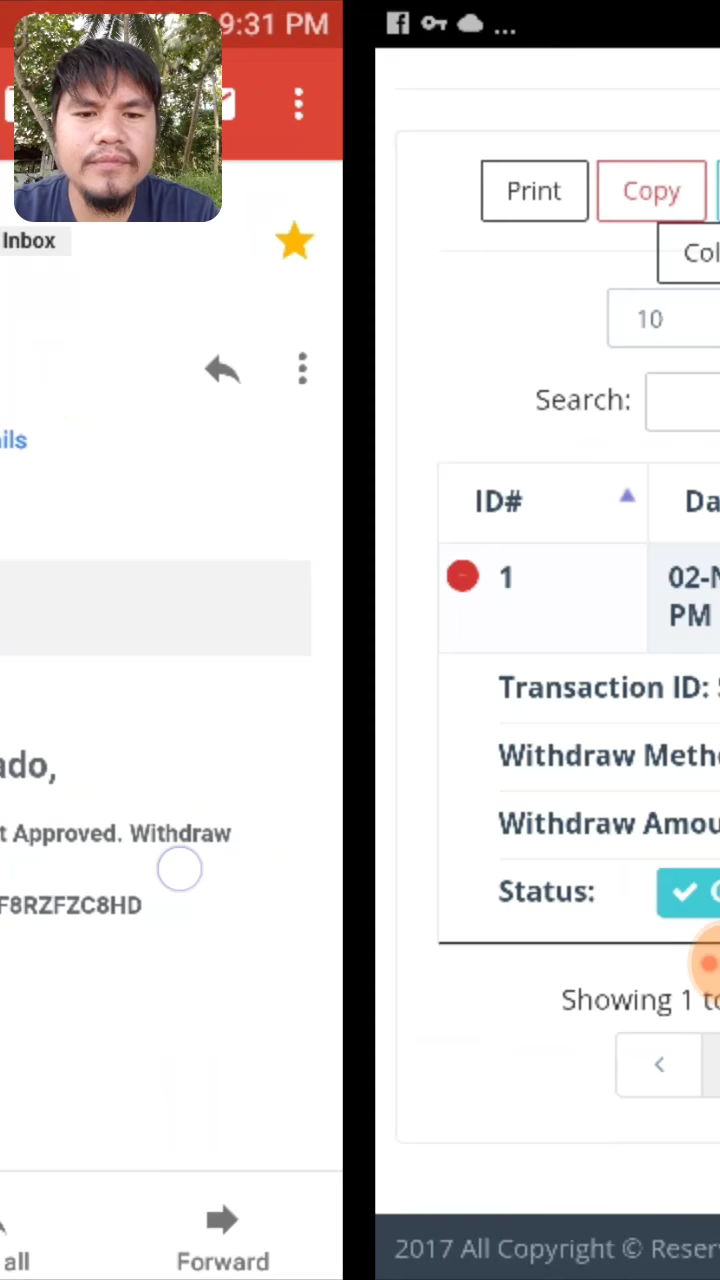 9:31 PM
...
Inbox
ils
ado,
t Approved. Withdraw
F8RZFZC8HD
all
Forward
Print
Copy
Col
10
Search:
ID#
Da
1
02-N
PM
Transaction ID: S
Withdraw Meth
Withdraw Amou
Status:
Showing 1 to
2017 All Copyright © Reser